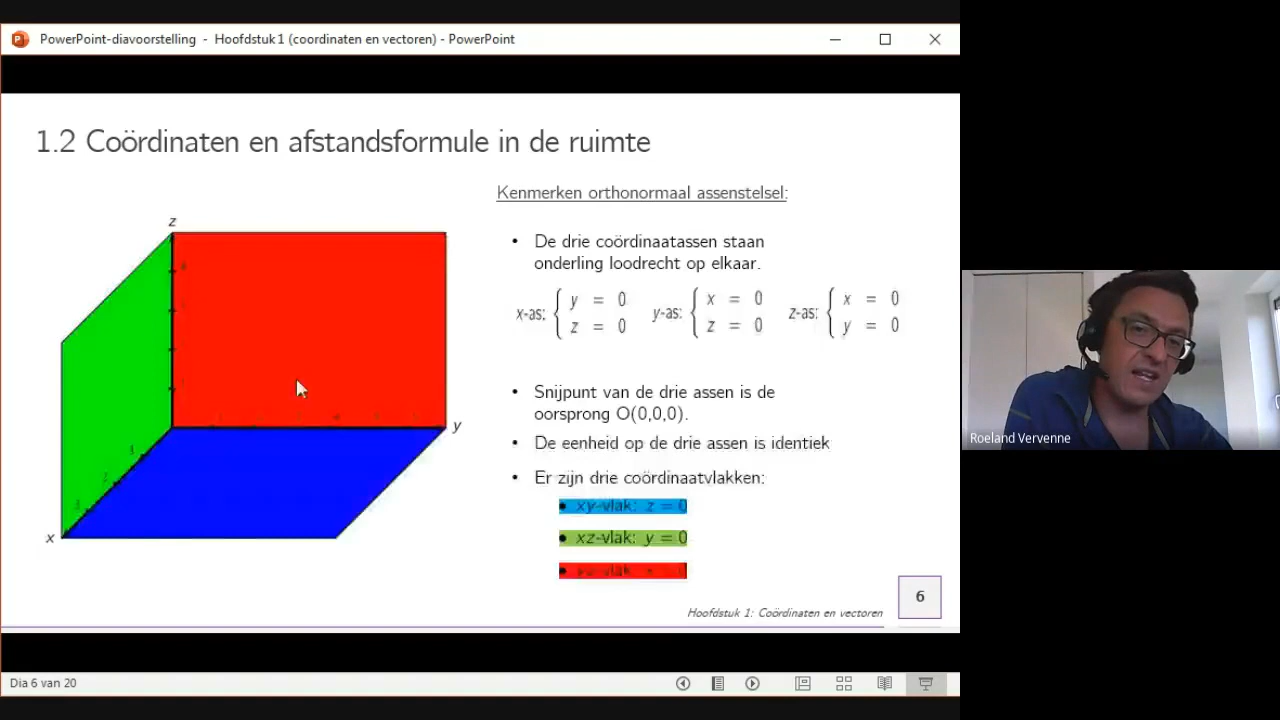 PowerPoint-diavoorstelling - Hoofdstuk 1 (coordinaten en vectoren) - PowerPoint
1.2 Coördinaten en afstandsformule in de ruimte
Kenmerken orthonormaal assenstelsel:
• De drie coördinaatassen staan
onderling loodrecht op elkaar.
x-as: { y = 0 z = 0 y-as: { x = 0 z = 0 z-as: { x = 0 y = 0
• Snijpunt van de drie assen is de
oorsprong O(0,0,0).
• De eenheid op de drie assen is identiek
• Er zijn drie coördinaatvlakken:
• xy-vlak: z = 0
• xz-vlak: y = 0
z
y
x
Roeland Vervenne
6
Hoofdstuk 1: Coördinaten en vectoren
Dia 6 van 20